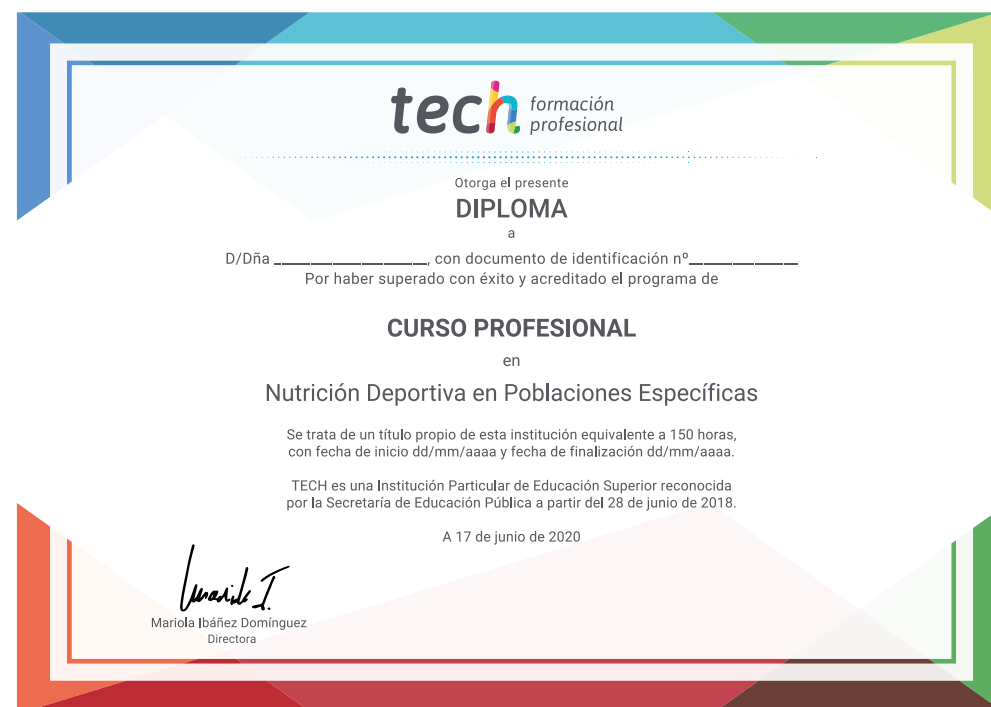 tech formación
profesional
Otorga el presente
DIPLOMA
a
D/Dña ________________, con documento de identificación nº____________
Por haber superado con éxito y acreditado el programa de
CURSO PROFESIONAL
en
Nutrición Deportiva en Poblaciones Específicas
Se trata de un título propio de esta institución equivalente a 150 horas,
con fecha de inicio dd/mm/aaaa y fecha de finalización dd/mm/aaaa.
TECH es una Institución Particular de Educación Superior reconocida
por la Secretaría de Educación Pública a partir del 28 de junio de 2018.
A 17 de junio de 2020
Mariola I.
Mariola Ibáñez Domínguez
Directora